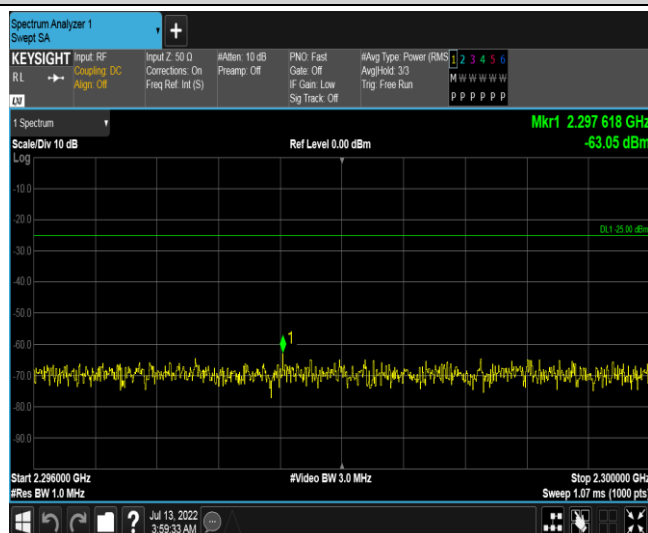 Spectrum Analyzer 1
Swept SA
+
KEYSIGHT
RL
LXI
Input: RF
Coupling: DC
Align: Off
Input Z: 50 Ω
Corrections: On
Freq Ref: Int (S)
#Atten: 10 dB
Preamp: Off
PNO: Fast
Gate: Off
IF Gain: Low
Sig Track: Off
#Avg Type: Power (RMS
Avg|Hold: 3/3
Trig: Free Run
1 2 3 4 5 6
M W W W W W
P P P P P P
1 Spectrum
Scale/Div 10 dB
Log
Ref Level 0.00 dBm
Mkr1 2.297 618 GHz
-63.05 dBm
DL1 -25.00 dBm
1
-10.0
-20.0
-30.0
-40.0
-50.0
-60.0
-70.0
-80.0
-90.0
Start 2.296000 GHz
#Res BW 1.0 MHz
#Video BW 3.0 MHz
Stop 2.300000 GHz
Sweep 1.07 ms (1000 pts)
?
Jul 13, 2022
3:59:33 AM